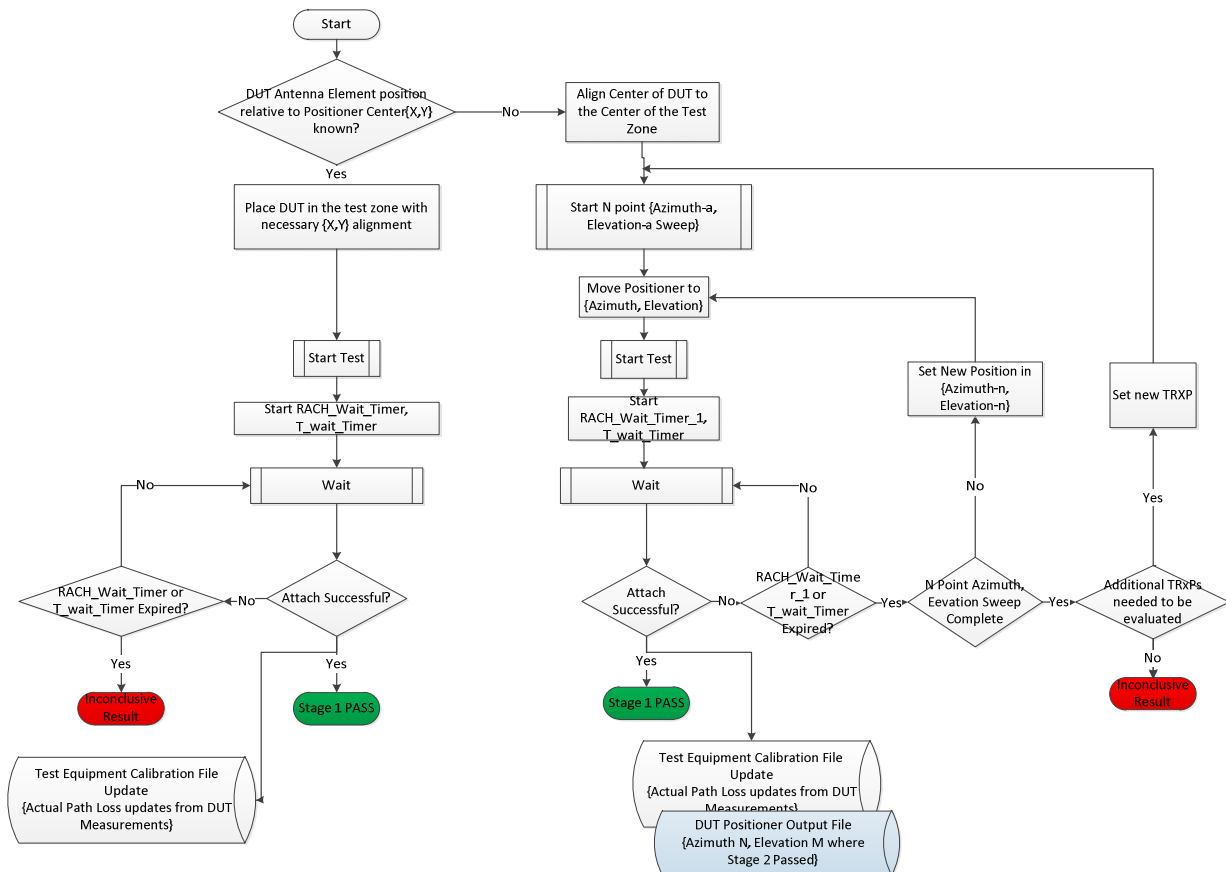 Start
DUT Antenna Element position
relative to Positioner Center{X,Y}
known?
No
Align Center of DUT to
the Center of the Test
Zone
Yes
Place DUT in the test zone with
necessary {X,Y} alignment
Start N point {Azimuth-a,
Elevation-a Sweep}
Move Positioner to
{Azimuth, Elevation}
Start Test
Start Test
Set New Position in
{Azimuth-n,
Elevation-n}
Set new TRXP
Start RACH_Wait_Timer,
T_wait_Timer
Start
RACH_Wait_Timer_1,
T_wait_Timer
No
Wait
Wait
No
No
Yes
RACH_Wait_Timer or
T_wait_Timer Expired?
No
Attach Successful?
Attach
Successful?
No
RACH_Wait_Time
r_1 or
T_wait_Timer
Expired?
Yes
N Point Azimuth,
Eevation Sweep
Complete
Yes
Additional TRxPs
needed to be
evaluated
Yes
Yes
Yes
No
Inconclusive
Result
Stage 1 PASS
Stage 1 PASS
Inconclusive
Result
Test Equipment Calibration File
Update
{Actual Path Loss updates from DUT
Measurements}
Test Equipment Calibration File
Update
{Actual Path Loss updates from DUT
Measurements}
DUT Positioner Output File
{Azimuth N, Elevation M where
Stage 2 Passed}